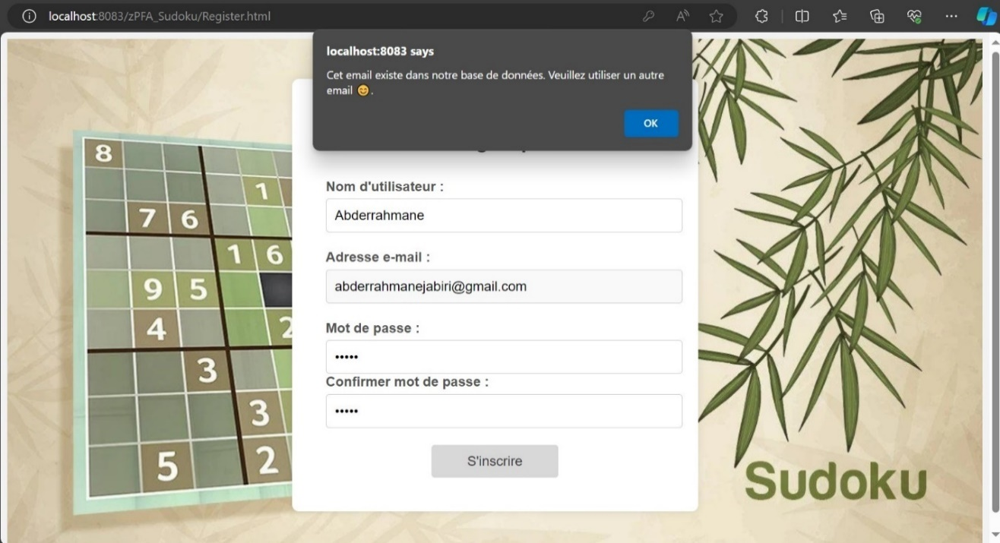 localhost:8083/zPFA_Sudoku/Register.html
localhost:8083 says
Cet email existe dans notre base de données. Veuillez utiliser un autre
email 😊.
OK
Nom d'utilisateur :
Abderrahmane
Adresse e-mail :
abderrahmanejabiri@gmail.com
Mot de passe :
•••••
Confirmer mot de passe :
•••••
S'inscrire
8
1
7 6
1 6
9 5
4 2
3
3
5 2
Sudoku